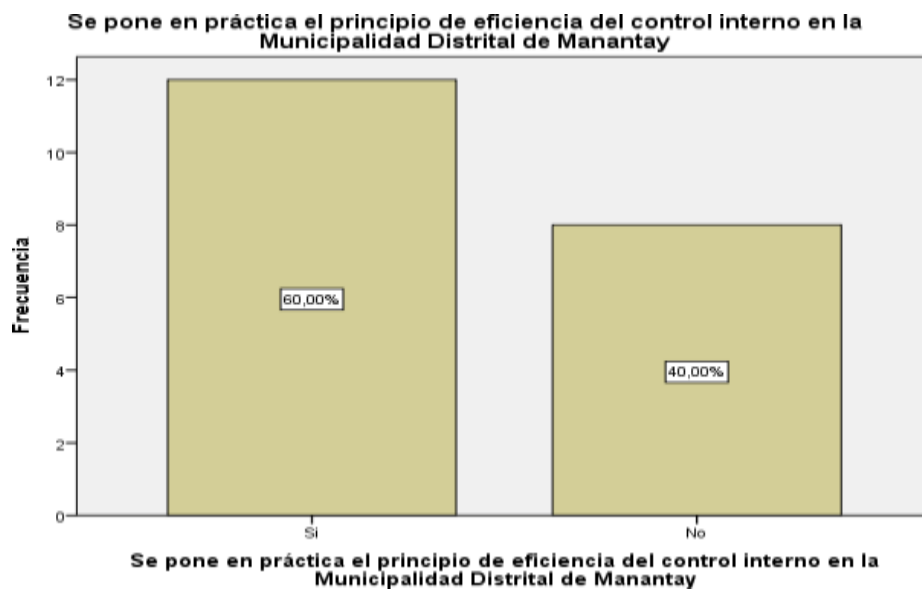 Se pone en práctica el principio de eficiencia del control interno en la
Municipalidad Distrital de Manantay
12
10
8
6
4
2
0
Frecuencia
60,00%
40,00%
Si
No
Se pone en práctica el principio de eficiencia del control interno en la
Municipalidad Distrital de Manantay